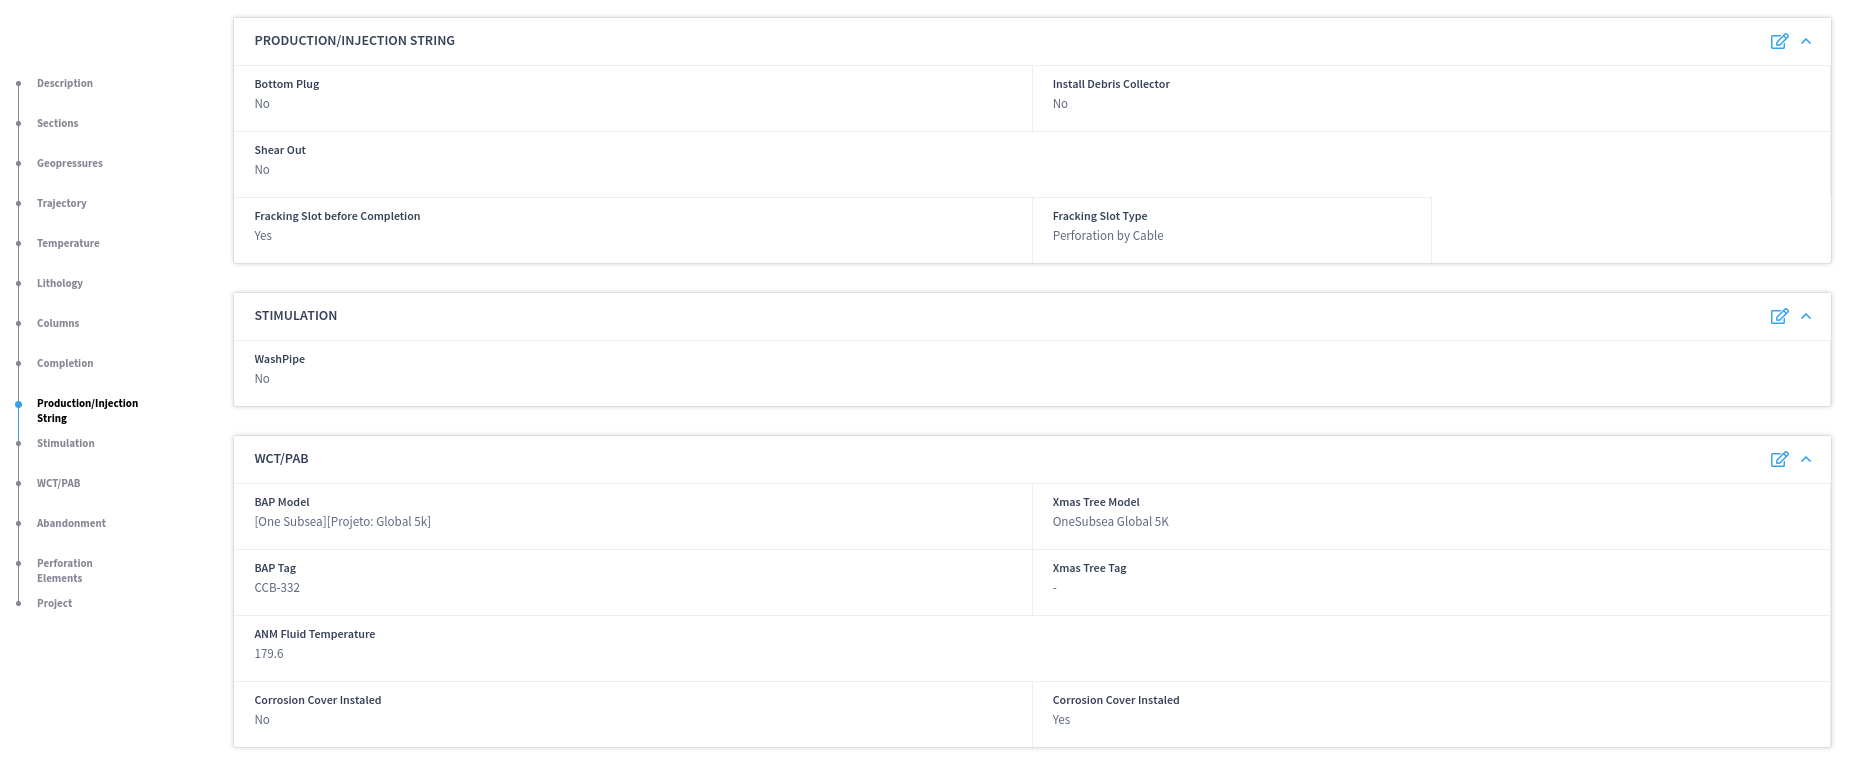 Description
Sections
Geopressures
Trajectory
Temperature
Lithology
Columns
Completion
Production/Injection
String
Stimulation
WCT/PAB
Abandonment
Perforation
Elements
Project
PRODUCTION/INJECTION STRING
Bottom Plug
No
Install Debris Collector
No
Shear Out
No
Fracking Slot before Completion
Yes
Fracking Slot Type
Perforation by Cable
STIMULATION
WashPipe
No
WCT/PAB
BAP Model
[One Subsea][Projeto: Global 5k]
Xmas Tree Model
OneSubsea Global 5K
BAP Tag
CCB-332
Xmas Tree Tag
-
ANM Fluid Temperature
179.6
Corrosion Cover Instaled
No
Corrosion Cover Instaled
Yes